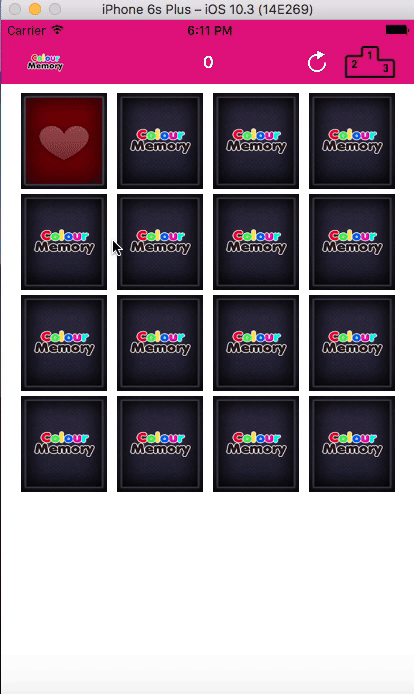 iPhone 6s Plus – iOS 10.3 (14E269)
Carrier 6:11 PM
Colour
Memory
0
1
2
3
Colour Colour Colour
Memory Memory Memory
Colour Colour Colour Colour
Memory Memory Memory Memory
Colour Colour Colour Colour
Memory Memory Memory Memory
Colour Colour Colour Colour
Memory Memory Memory Memory